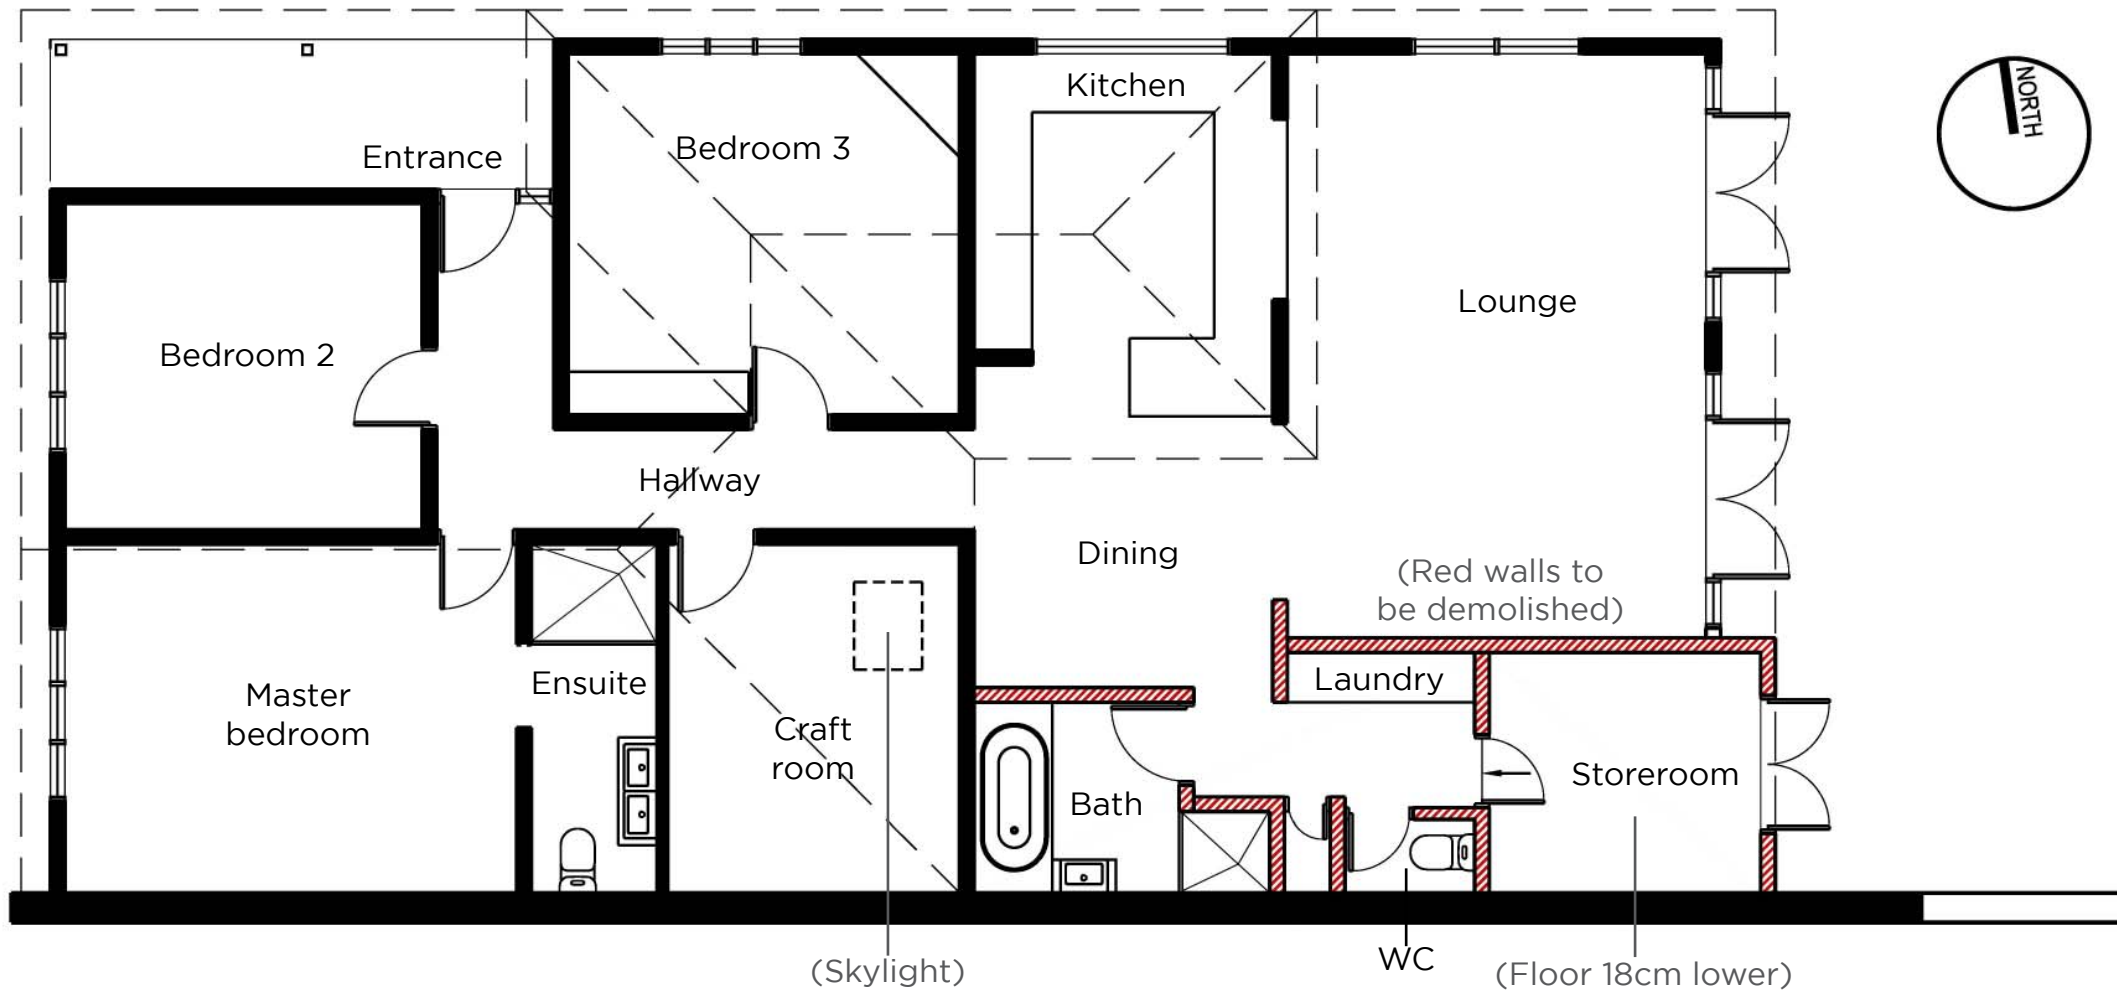 Kitchen
NORTH
Bedroom 3
Entrance
Lounge
Bedroom 2
Hallway
Dining
(Red walls to
be demolished)
Ensuite
Laundry
Master
bedroom
Craft
room
Storeroom
Bath
WC
(Skylight)
(Floor 18cm lower)